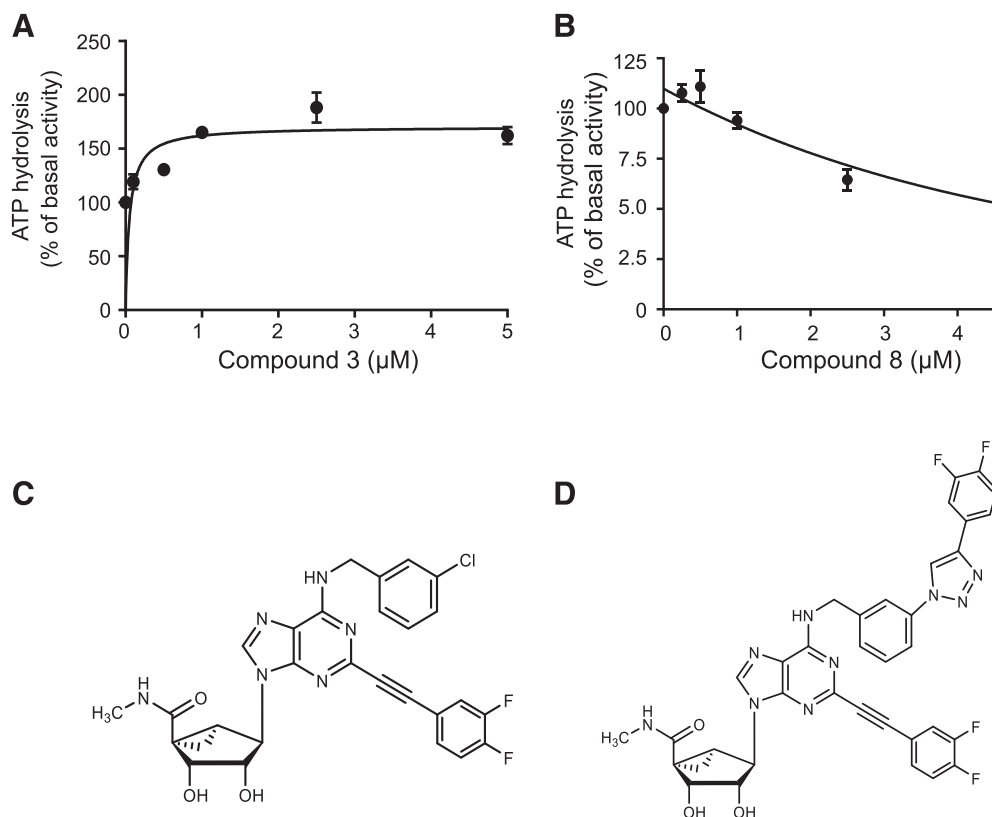 A
ATP hydrolysis
(% of basal activity)
250
200
150
100
50
0
0 1 2 3 4 5
Compound 3 (µM)
B
ATP hydrolysis
(% of basal activity)
125
100
7.5
5.0
2.5
0
0 1 2 3 4
Compound 8 (µM)
C
Cl
HN
N
N
N
N
H
N
O
H₃C
F
F
OH OH
D
F
F
N
N
N
HN
N
N
N
N
H
N
O
H₃C
F
F
OH OH